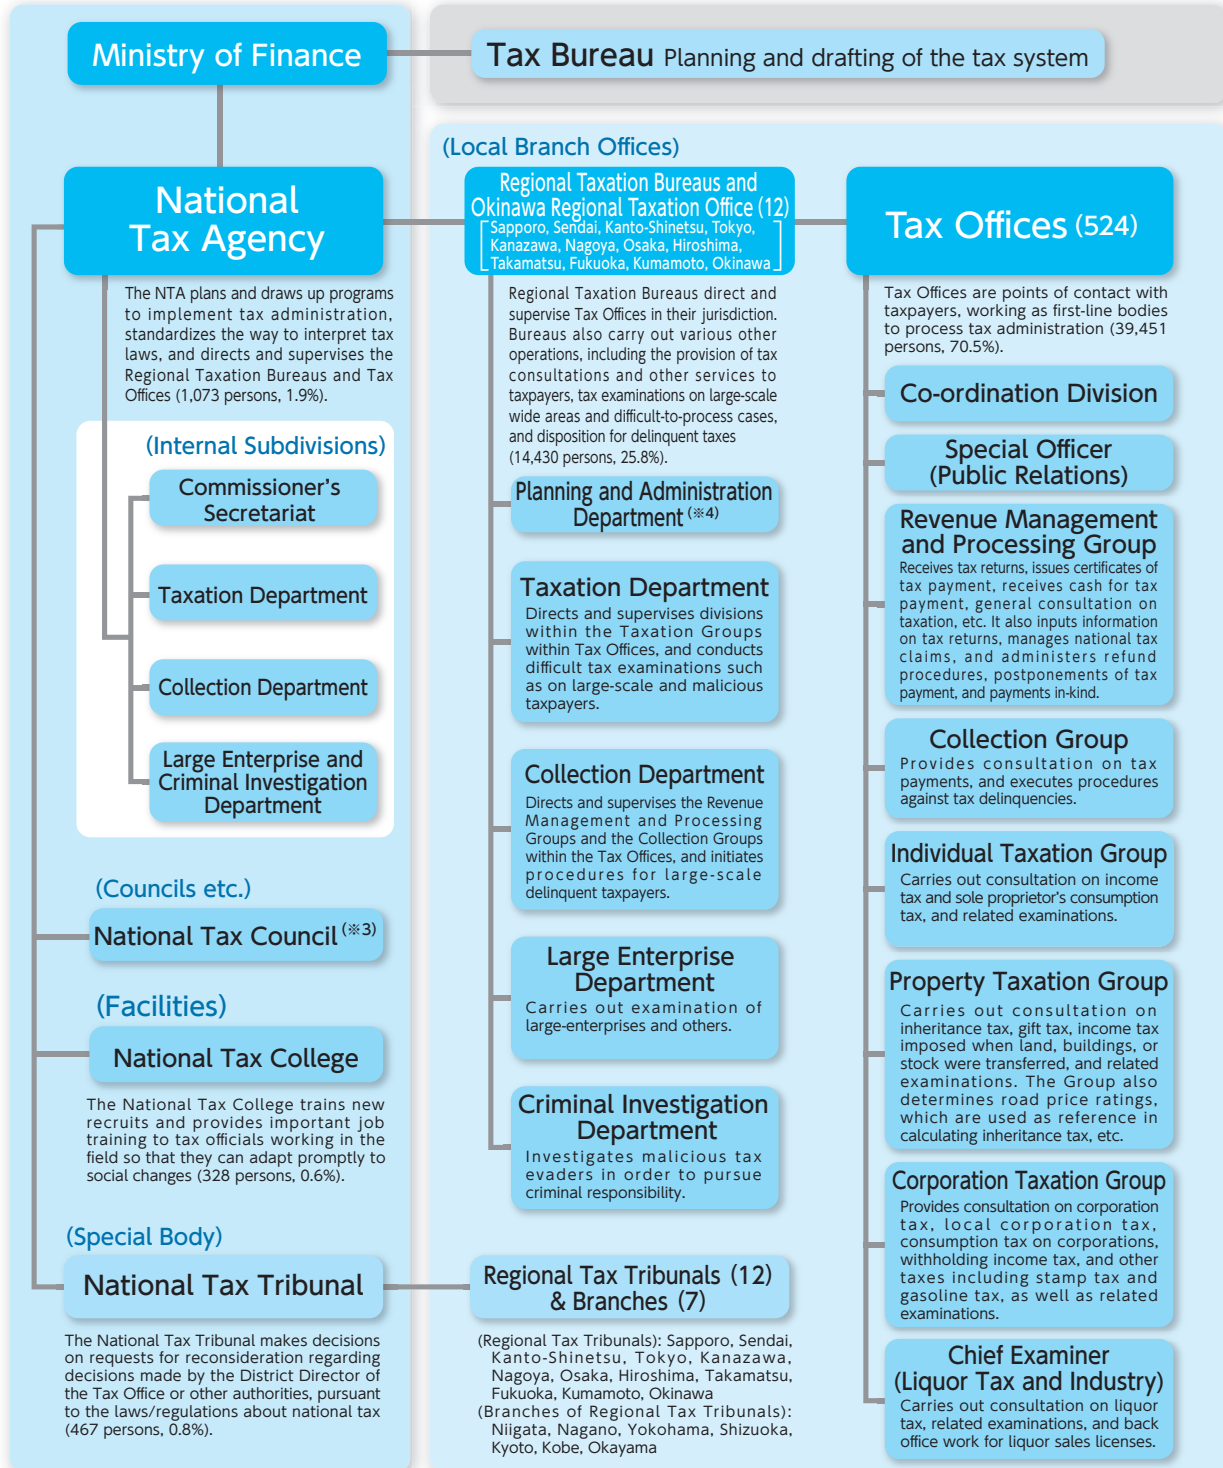 Ministry of Finance
Tax Bureau Planning and drafting of the tax system
National
Tax Agency
The NTA plans and draws up programs
to implement tax administration,
standardizes the way to interpret tax
laws, and directs and supervises the
Regional Taxation Bureaus and Tax
Offices (1,073 persons, 1.9%).
(Internal Subdivisions)
Commissioner's
Secretariat
Taxation Department
Collection Department
Large Enterprise and
Criminal Investigation
Department
(Councils etc.)
National Tax Council (※3)
(Facilities)
National Tax College
The National Tax College trains new
recruits and provides important job
training to tax officials working in the
field so that they can adapt promptly to
social changes (328 persons, 0.6%).
(Special Body)
National Tax Tribunal
The National Tax Tribunal makes decisions
on requests for reconsideration regarding
decisions made by the District Director of
the Tax Office or other authorities, pursuant
to the laws/regulations about national tax
(467 persons, 0.8%).
(Local Branch Offices)
Regional Taxation Bureaus and
Okinawa Regional Taxation Office (12)
[Sapporo, Sendai, Kanto-Shinetsu, Tokyo,
Kanazawa, Nagoya, Osaka, Hiroshima,
Takamatsu, Fukuoka, Kumamoto, Okinawa]
Regional Taxation Bureaus direct and
supervise Tax Offices in their jurisdiction.
Bureaus also carry out various other
operations, including the provision of tax
consultations and other services to
taxpayers, tax examinations on large-scale
wide areas and difficult-to-process cases,
and disposition for delinquent taxes
(14,430 persons, 25.8%).
Planning and Administration
Department (※4)
Taxation Department
Directs and supervises divisions
within the Taxation Groups
within Tax Offices, and conducts
difficult tax examinations such
as on large-scale and malicious
taxpayers.
Collection Department
Directs and supervises the Revenue
Management and Processing
Groups and the Collection Groups
within the Tax Offices, and initiates
procedures for large-scale
delinquent taxpayers.
Large Enterprise
Department
Carries out examination of
large-enterprises and others.
Criminal Investigation
Department
Investigates malicious tax
evaders in order to pursue
criminal responsibility.
Regional Tax Tribunals (12)
& Branches (7)
(Regional Tax Tribunals): Sapporo, Sendai,
Kanto-Shinetsu, Tokyo, Kanazawa,
Nagoya, Osaka, Hiroshima, Takamatsu,
Fukuoka, Kumamoto, Okinawa
(Branches of Regional Tax Tribunals):
Niigata, Nagano, Yokohama, Shizuoka,
Kyoto, Kobe, Okayama
Tax Offices (524)
Tax Offices are points of contact with
taxpayers, working as first-line bodies
to process tax administration (39,451
persons, 70.5%).
Co-ordination Division
Special Officer
(Public Relations)
Revenue Management
and Processing Group
Receives tax returns, issues certificates of
tax payment, receives cash for tax
payment, general consultation on
taxation, etc. It also inputs information
on tax returns, manages national tax
claims, and administers refund
procedures, postponements of tax
payment, and payments in-kind.
Collection Group
Provides consultation on tax
payments, and executes procedures
against tax delinquencies.
Individual Taxation Group
Carries out consultation on income
tax and sole proprietor's consumption
tax, and related examinations.
Property Taxation Group
Carries out consultation on
inheritance tax, gift tax, income tax
imposed when land, buildings, or
stock were transferred, and related
examinations. The Group also
determines road price ratings,
which are used as reference in
calculating inheritance tax, etc.
Corporation Taxation Group
Provides consultation on corporation
tax, local corporation tax,
consumption tax on corporations,
withholding income tax, and other
taxes including stamp tax and
gasoline tax, as well as related
examinations.
Chief Examiner
(Liquor Tax and Industry)
Carries out consultation on liquor
tax, related examinations, and back
office work for liquor sales licenses.